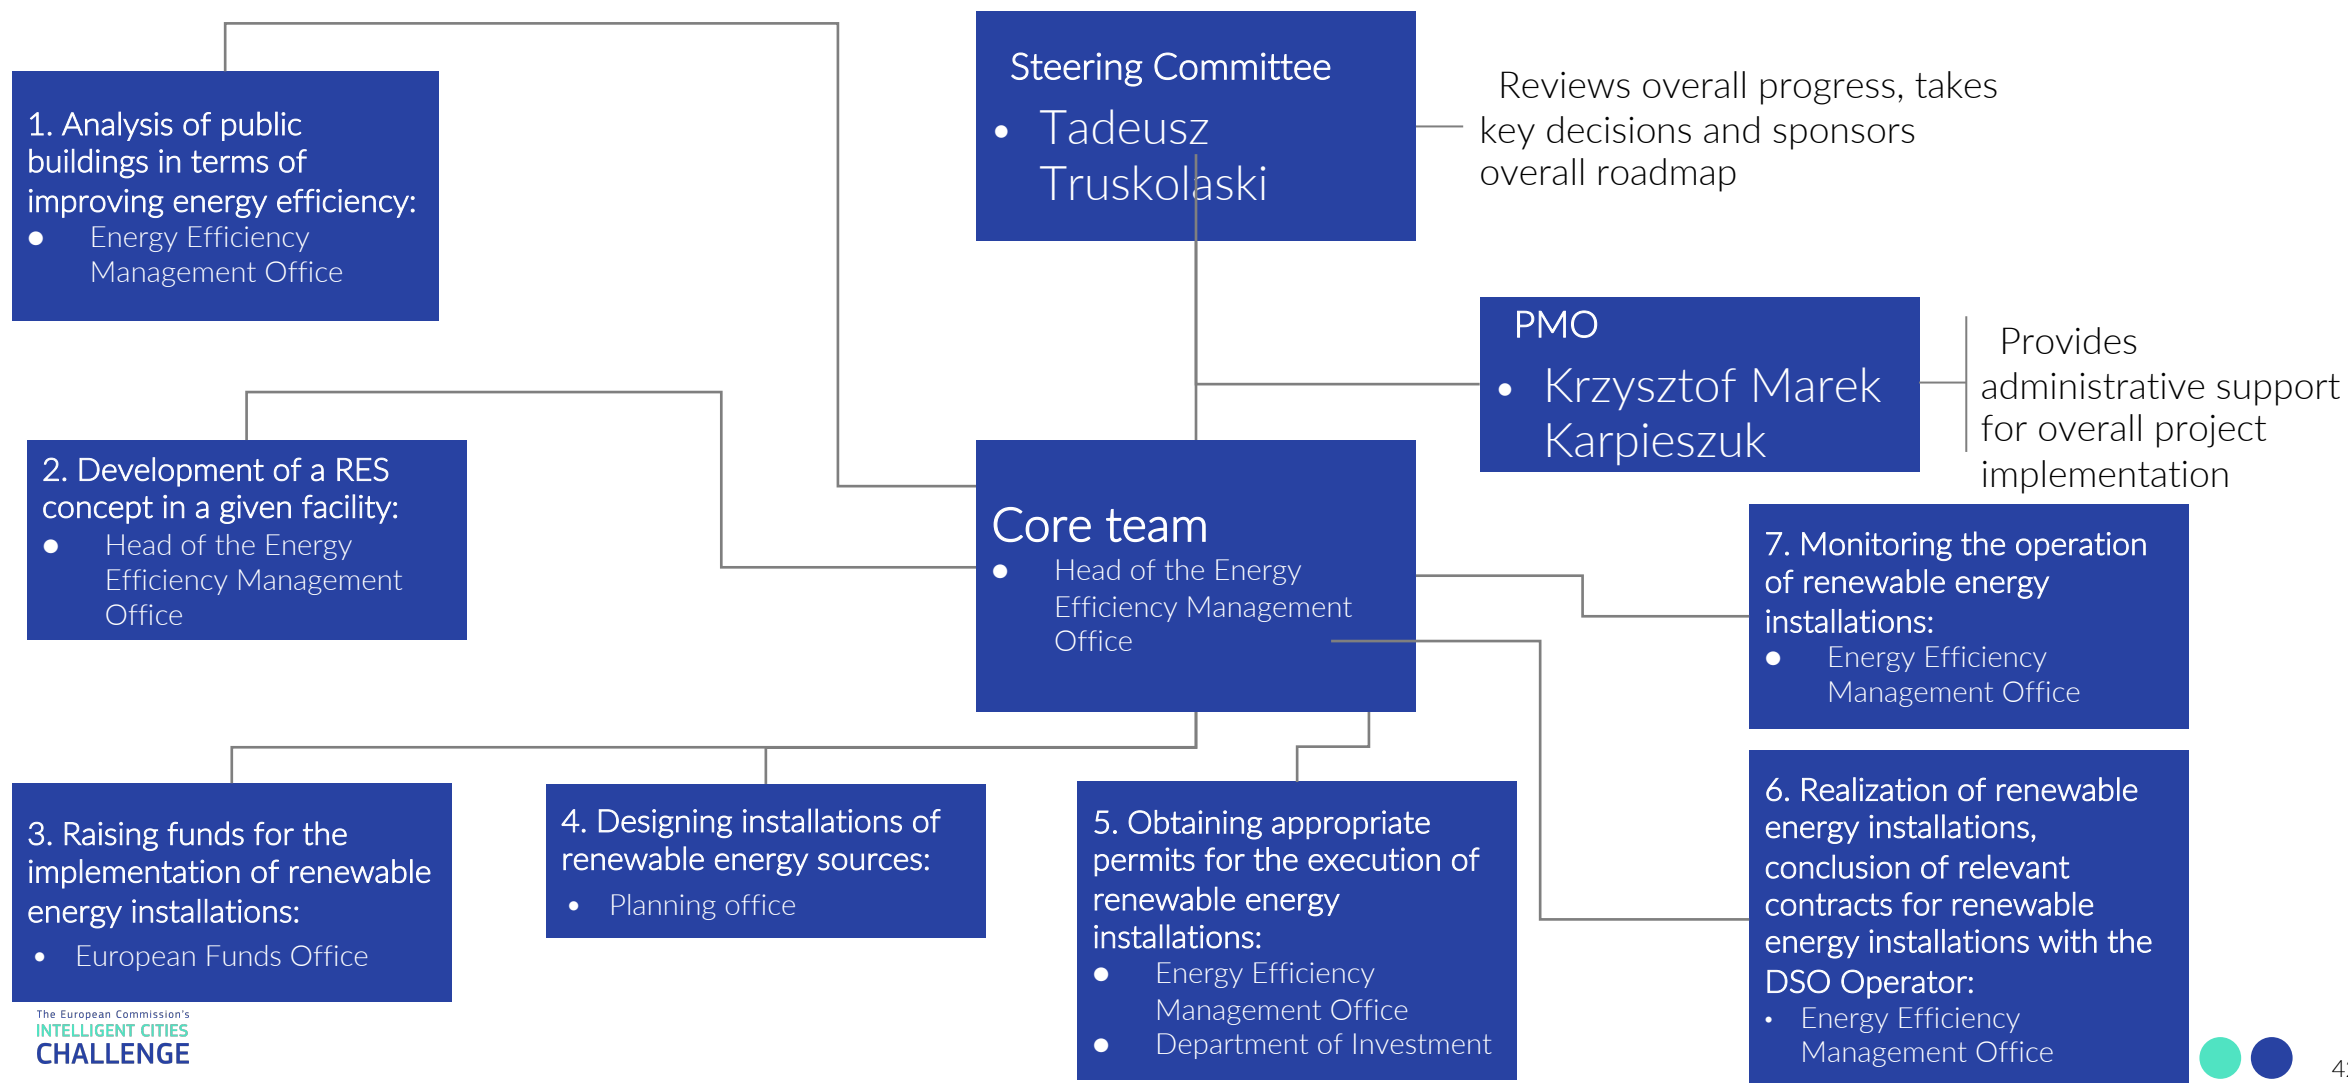 Steering Committee
• Tadeusz
Truskolaski
Reviews overall progress, takes
key decisions and sponsors
overall roadmap
1. Analysis of public
buildings in terms of
improving energy efficiency:
• Energy Efficiency
Management Office
PMO
• Krzysztof Marek
Karpieszuk
Provides
administrative support
for overall project
implementation
2. Development of a RES
concept in a given facility:
• Head of the Energy
Efficiency Management
Office
Core team
• Head of the Energy
Efficiency Management
Office
7. Monitoring the operation
of renewable energy
installations:
• Energy Efficiency
Management Office
3. Raising funds for the
implementation of renewable
energy installations:
• European Funds Office
4. Designing installations of
renewable energy sources:
• Planning office
5. Obtaining appropriate
permits for the execution of
renewable energy
installations:
• Energy Efficiency
Management Office
• Department of Investment
6. Realization of renewable
energy installations,
conclusion of relevant
contracts for renewable
energy installations with the
DSO Operator:
• Energy Efficiency
Management Office
The European Commission's
INTELLIGENT CITIES
CHALLENGE